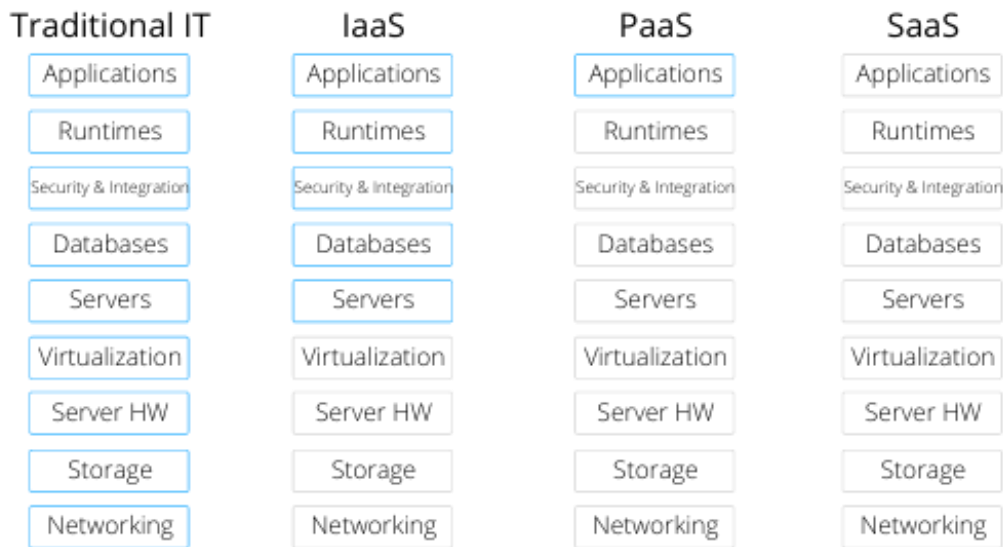 Traditional IT IaaS PaaS SaaS
Applications Applications Applications Applications
Runtimes Runtimes Runtimes Runtimes
Security & Integration Security & Integration Security & Integration Security & Integration
Databases Databases Databases Databases
Servers Servers Servers Servers
Virtualization Virtualization Virtualization Virtualization
Server HW Server HW Server HW Server HW
Storage Storage Storage Storage
Networking Networking Networking Networking